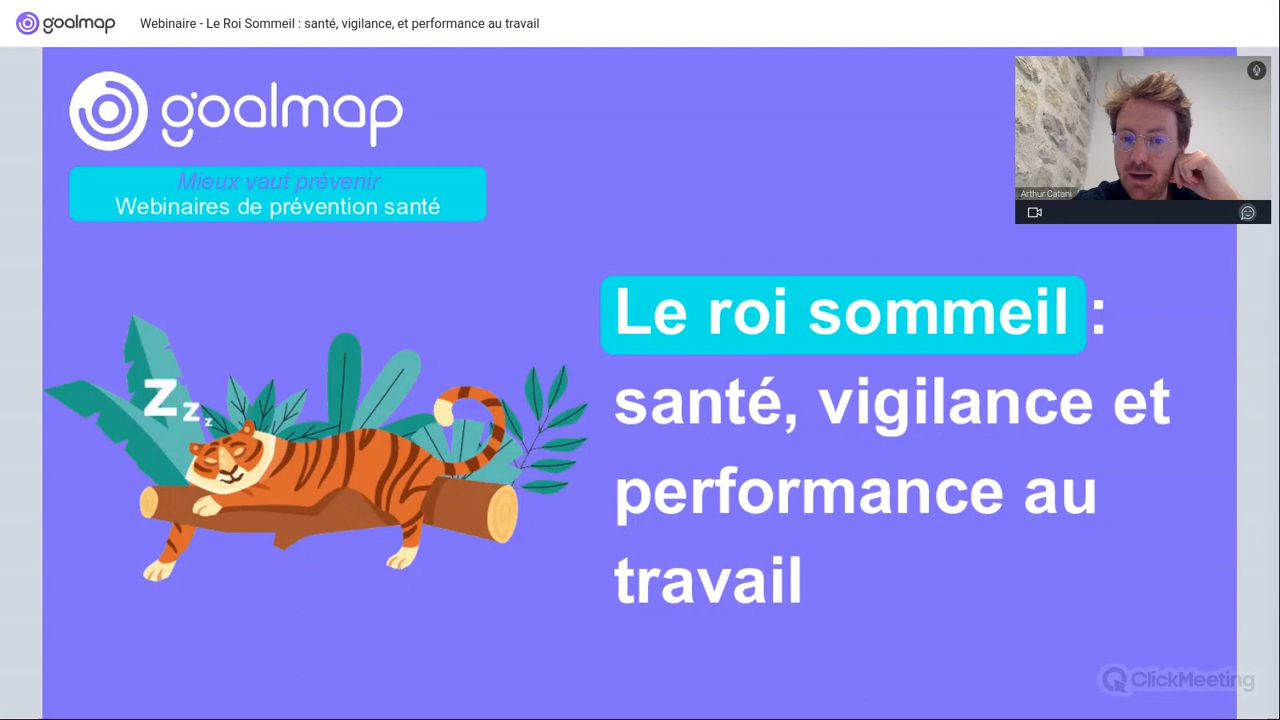 goalmap
Webinaire - Le Roi Sommeil : santé, vigilance, et performance au travail
goalmap
Mieux vaut prévenir
Webinaires de prévention santé
Arthur Catani
Le roi sommeil :
santé, vigilance et
performance au
travail
Z z z
ClickMeeting